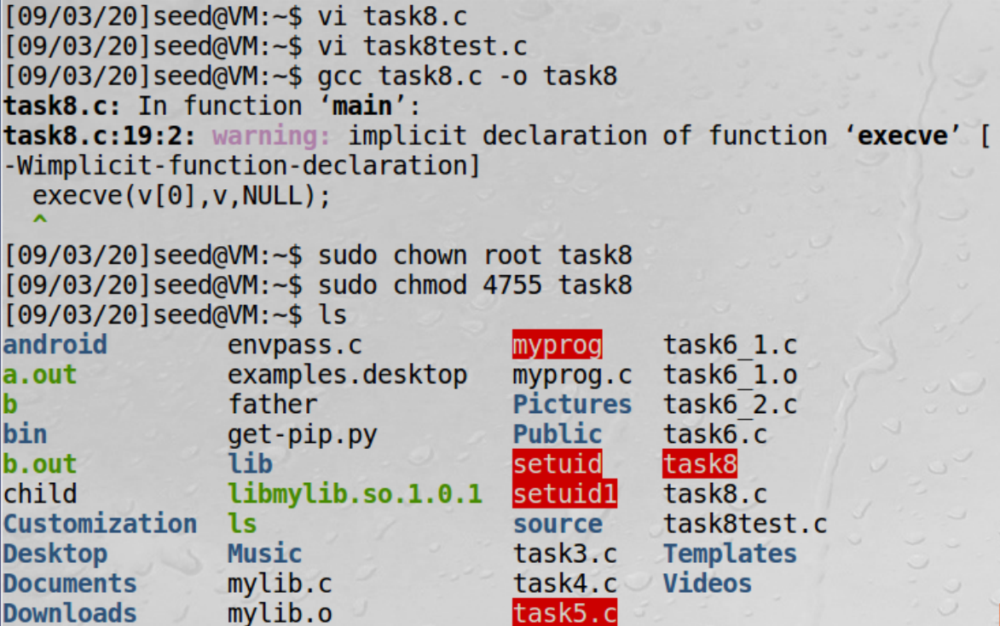 [09/03/20]seed@VM:~$ vi task8.c
[09/03/20]seed@VM:~$ vi task8test.c
[09/03/20]seed@VM:~$ gcc task8.c -o task8
task8.c: In function ‘main’:
task8.c:19:2: warning: implicit declaration of function ‘execve’ [
-Wimplicit-function-declaration]
  execve(v[0],v,NULL);
  ^
[09/03/20]seed@VM:~$ sudo chown root task8
[09/03/20]seed@VM:~$ sudo chmod 4755 task8
[09/03/20]seed@VM:~$ ls
android        envpass.c          myprog    task6_1.c
a.out          examples.desktop   myprog.c  task6_1.o
b              father             Pictures  task6_2.c
bin            get-pip.py         Public    task6.c
b.out          lib                setuid    task8
child          libmylib.so.1.0.1  setuid1   task8.c
Customization  ls                 source    task8test.c
Desktop        Music              task3.c   Templates
Documents      mylib.c            task4.c   Videos
Downloads      mylib.o            task5.c